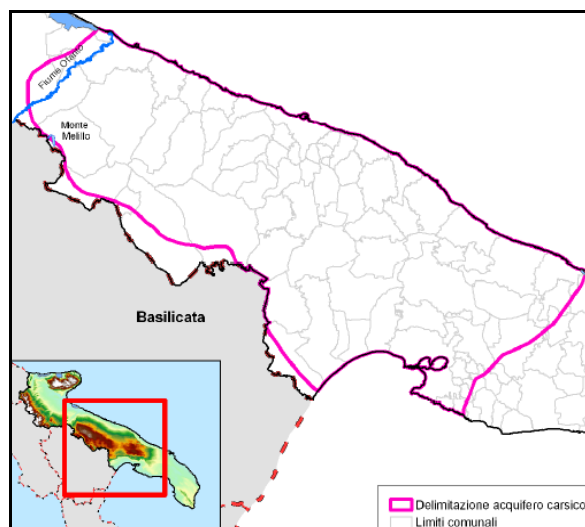 Fiume Ofanto
Monte
Melillo
Basilicata
Delimitazione acquifero carsico
Limiti comunali